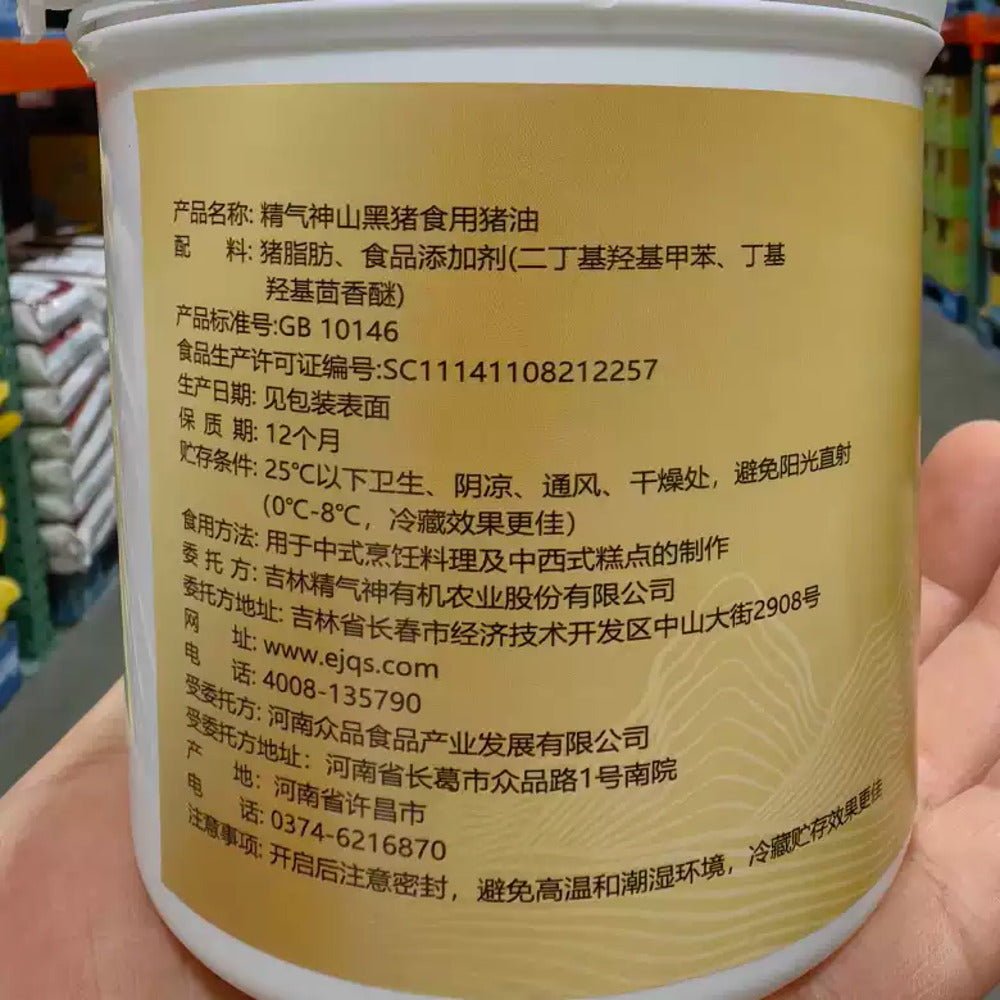 产品名称: 精气神山黑猪食用猪油
配 料: 猪脂肪、食品添加剂(二丁基羟基甲苯、丁基
羟基茴香醚)
产品标准号:GB 10146
食品生产许可证编号:SC11141108212257
生产日期: 见包装表面
保 质 期: 12个月
贮存条件: 25℃以下卫生、阴凉、通风、干燥处，避免阳光直射
(0℃-8℃，冷藏效果更佳)
食用方法: 用于中式烹饪料理及中西式糕点的制作
委 托 方: 吉林精气神有机农业股份有限公司
委托方地址: 吉林省长春市经济技术开发区中山大街2908号
网 址: www.ejqs.com
电 话: 4008-135790
受委托方: 河南众品食品产业发展有限公司
受委托方地址: 河南省长葛市众品路1号南院
产 地: 河南省许昌市
电 话: 0374-6216870
注意事项: 开启后注意密封，避免高温和潮湿环境，冷藏贮存效果更佳